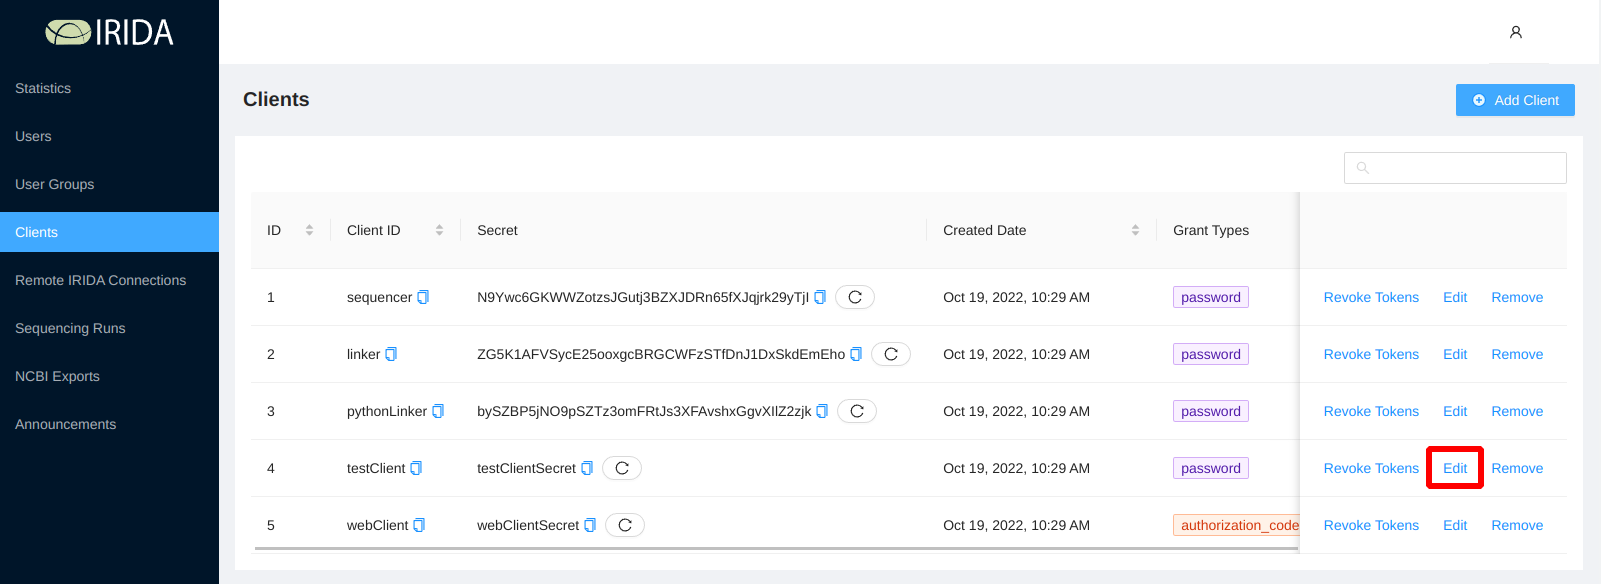 IRIDA
Statistics
Users
User Groups
Clients
Remote IRIDA Connections
Sequencing Runs
NCBI Exports
Announcements
Clients
Add Client
ID Client ID Secret Created Date Grant Types
1 sequencer N9Ywc6GKWWZotzsJGutj3BZXJDRn65fXJqjrk29yTjI Oct 19, 2022, 10:29 AM password Revoke Tokens Edit Remove
2 linker ZG5K1AFVSycE25ooxgcBRGCWFzSTfDnJ1DxSkdEmEho Oct 19, 2022, 10:29 AM password Revoke Tokens Edit Remove
3 pythonLinker bySZBP5jNO9pSZTz3omFRtJs3XFAvshxGgvXIlZ2zjk Oct 19, 2022, 10:29 AM password Revoke Tokens Edit Remove
4 testClient testClientSecret Oct 19, 2022, 10:29 AM password Revoke Tokens Edit Remove
5 webClient webClientSecret Oct 19, 2022, 10:29 AM authorization_code Revoke Tokens Edit Remove